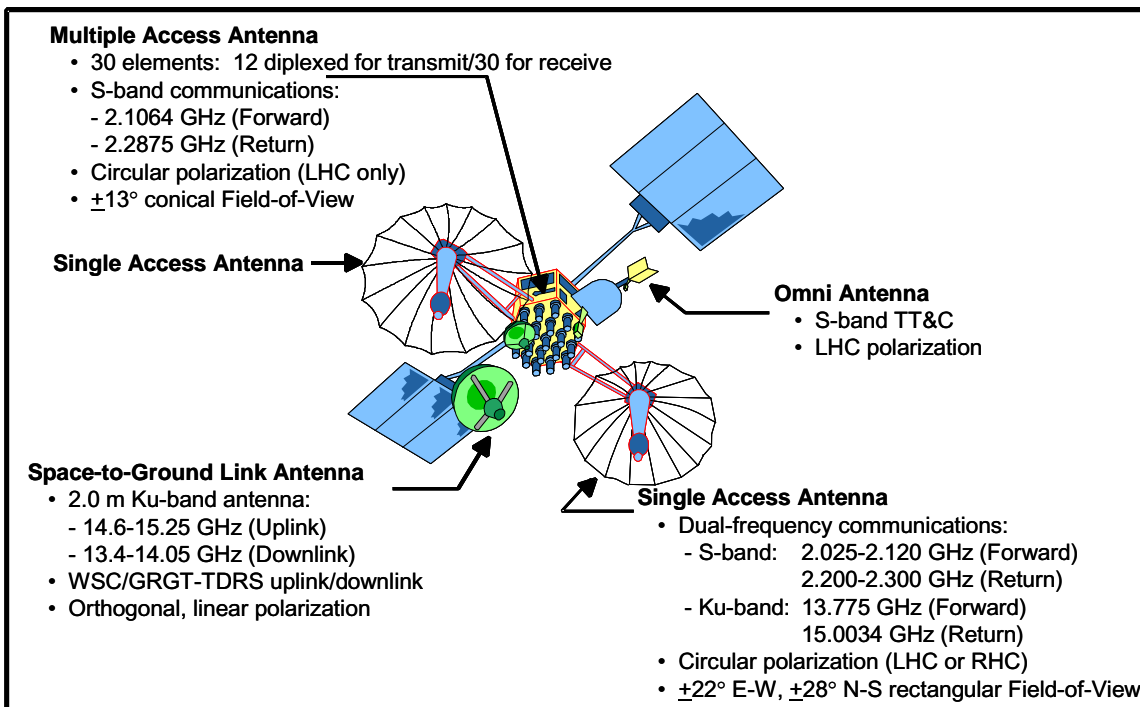 Multiple Access Antenna
• 30 elements: 12 diplexed for transmit/30 for receive
• S-band communications:
- 2.1064 GHz (Forward)
- 2.2875 GHz (Return)
• Circular polarization (LHC only)
• ±13° conical Field-of-View
Single Access Antenna
Omni Antenna
• S-band TT&C
• LHC polarization
Space-to-Ground Link Antenna
• 2.0 m Ku-band antenna:
- 14.6-15.25 GHz (Uplink)
- 13.4-14.05 GHz (Downlink)
• WSC/GRGT-TDRS uplink/downlink
• Orthogonal, linear polarization
Single Access Antenna
• Dual-frequency communications:
- S-band: 2.025-2.120 GHz (Forward)
2.200-2.300 GHz (Return)
- Ku-band: 13.775 GHz (Forward)
15.0034 GHz (Return)
• Circular polarization (LHC or RHC)
• ±22° E-W, ±28° N-S rectangular Field-of-View